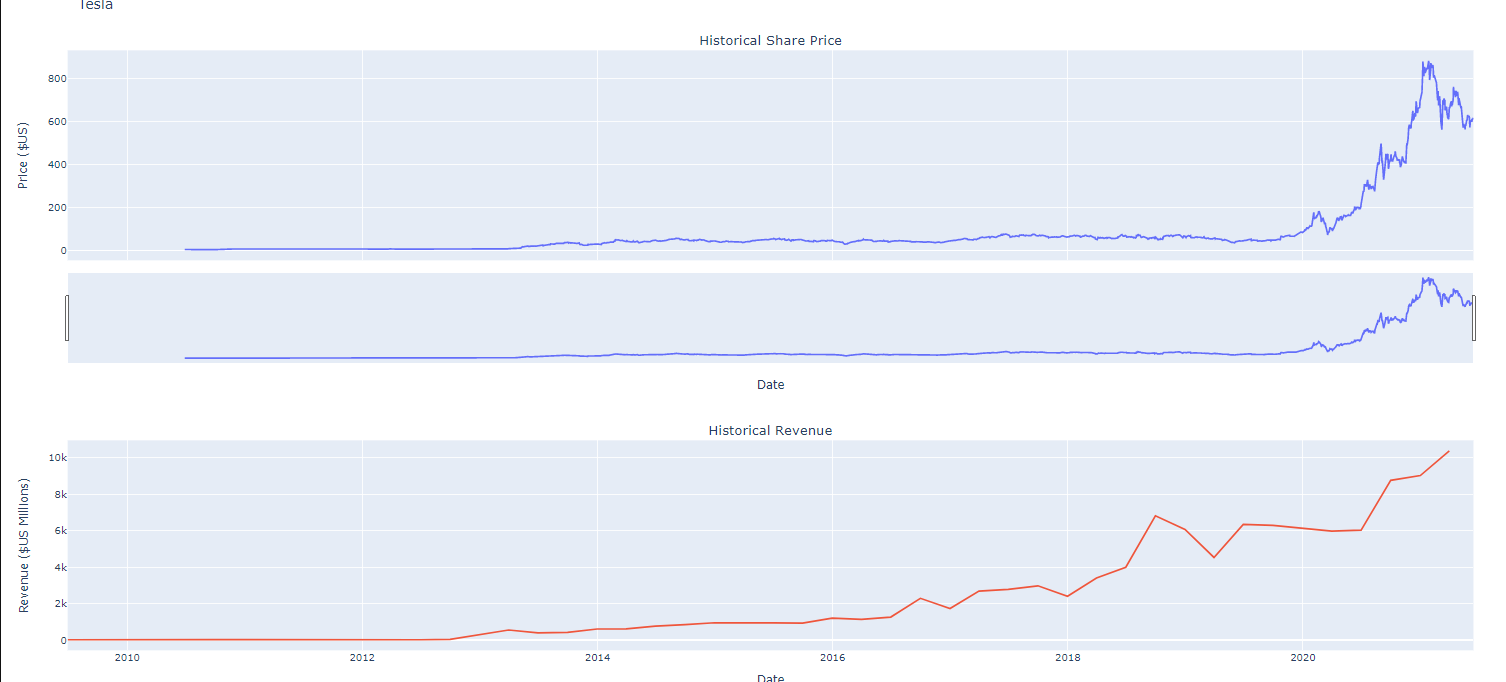 Tesla
Historical Share Price
800
600
400
200
0
Price ($US)
Date
Historical Revenue
10k
8k
6k
4k
2k
0
Revenue ($US Millions)
2010 2012 2014 2016 2018 2020
Date